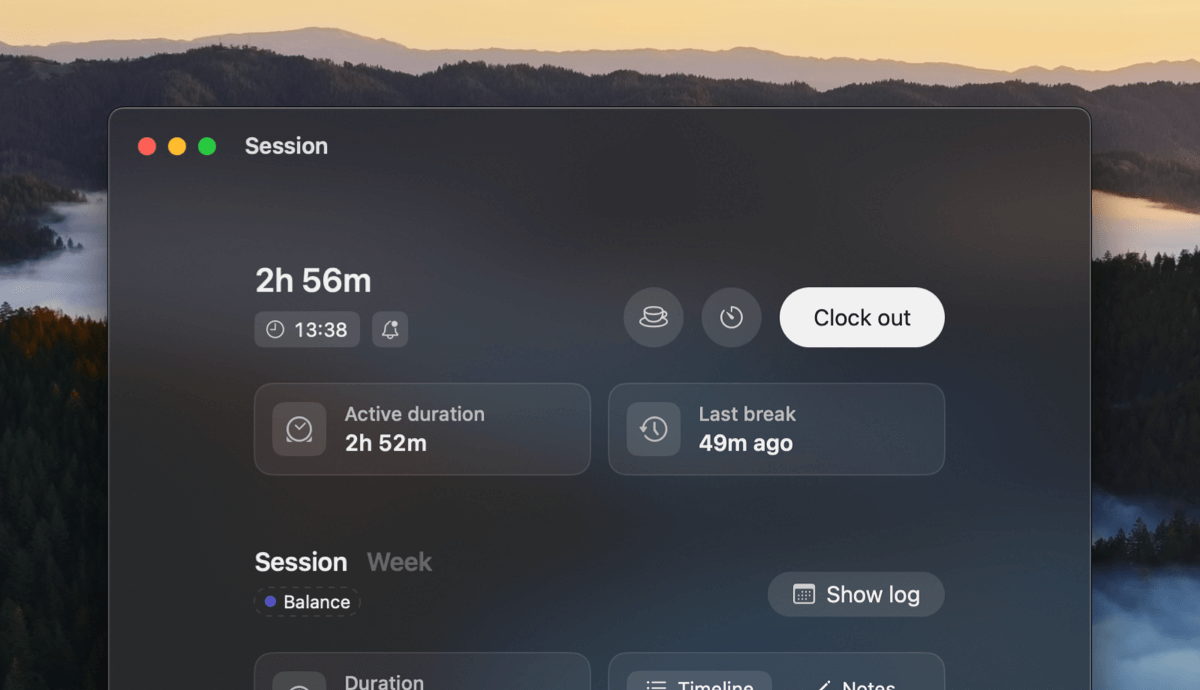 Session
2h 56m
13:38
Clock out
Active duration
2h 52m
Last break
49m ago
Session Week
Balance
Show log
Duration
Timeline
Notes